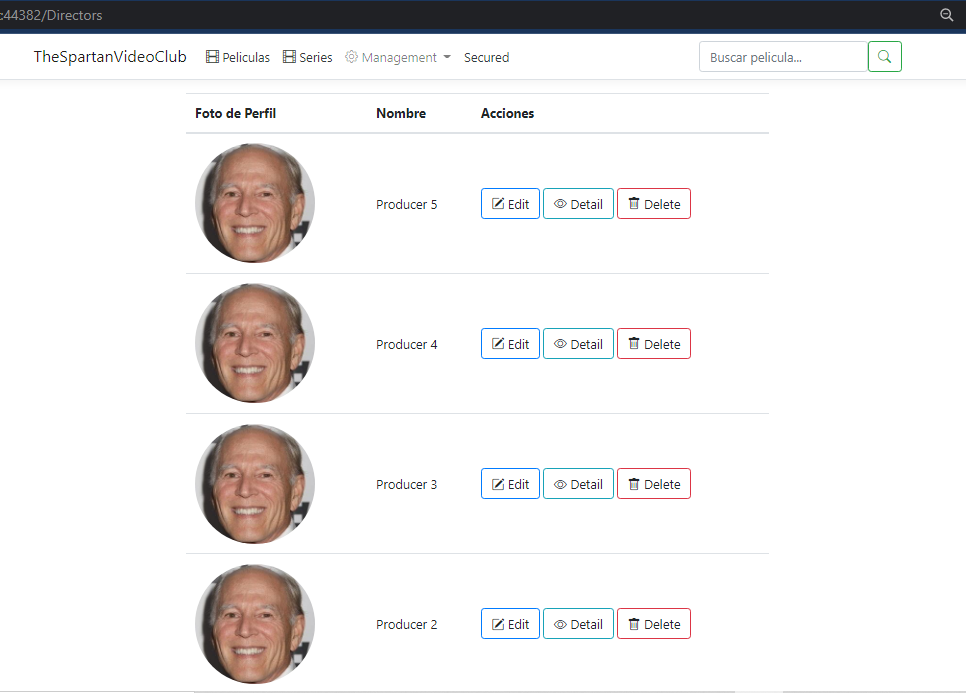 c44382/Directors
TheSpartanVideoClub Peliculas Series Management Secured Buscar pelicula...
Foto de Perfil Nombre Acciones
Producer 5 Edit Detail Delete
Producer 4 Edit Detail Delete
Producer 3 Edit Detail Delete
Producer 2 Edit Detail Delete